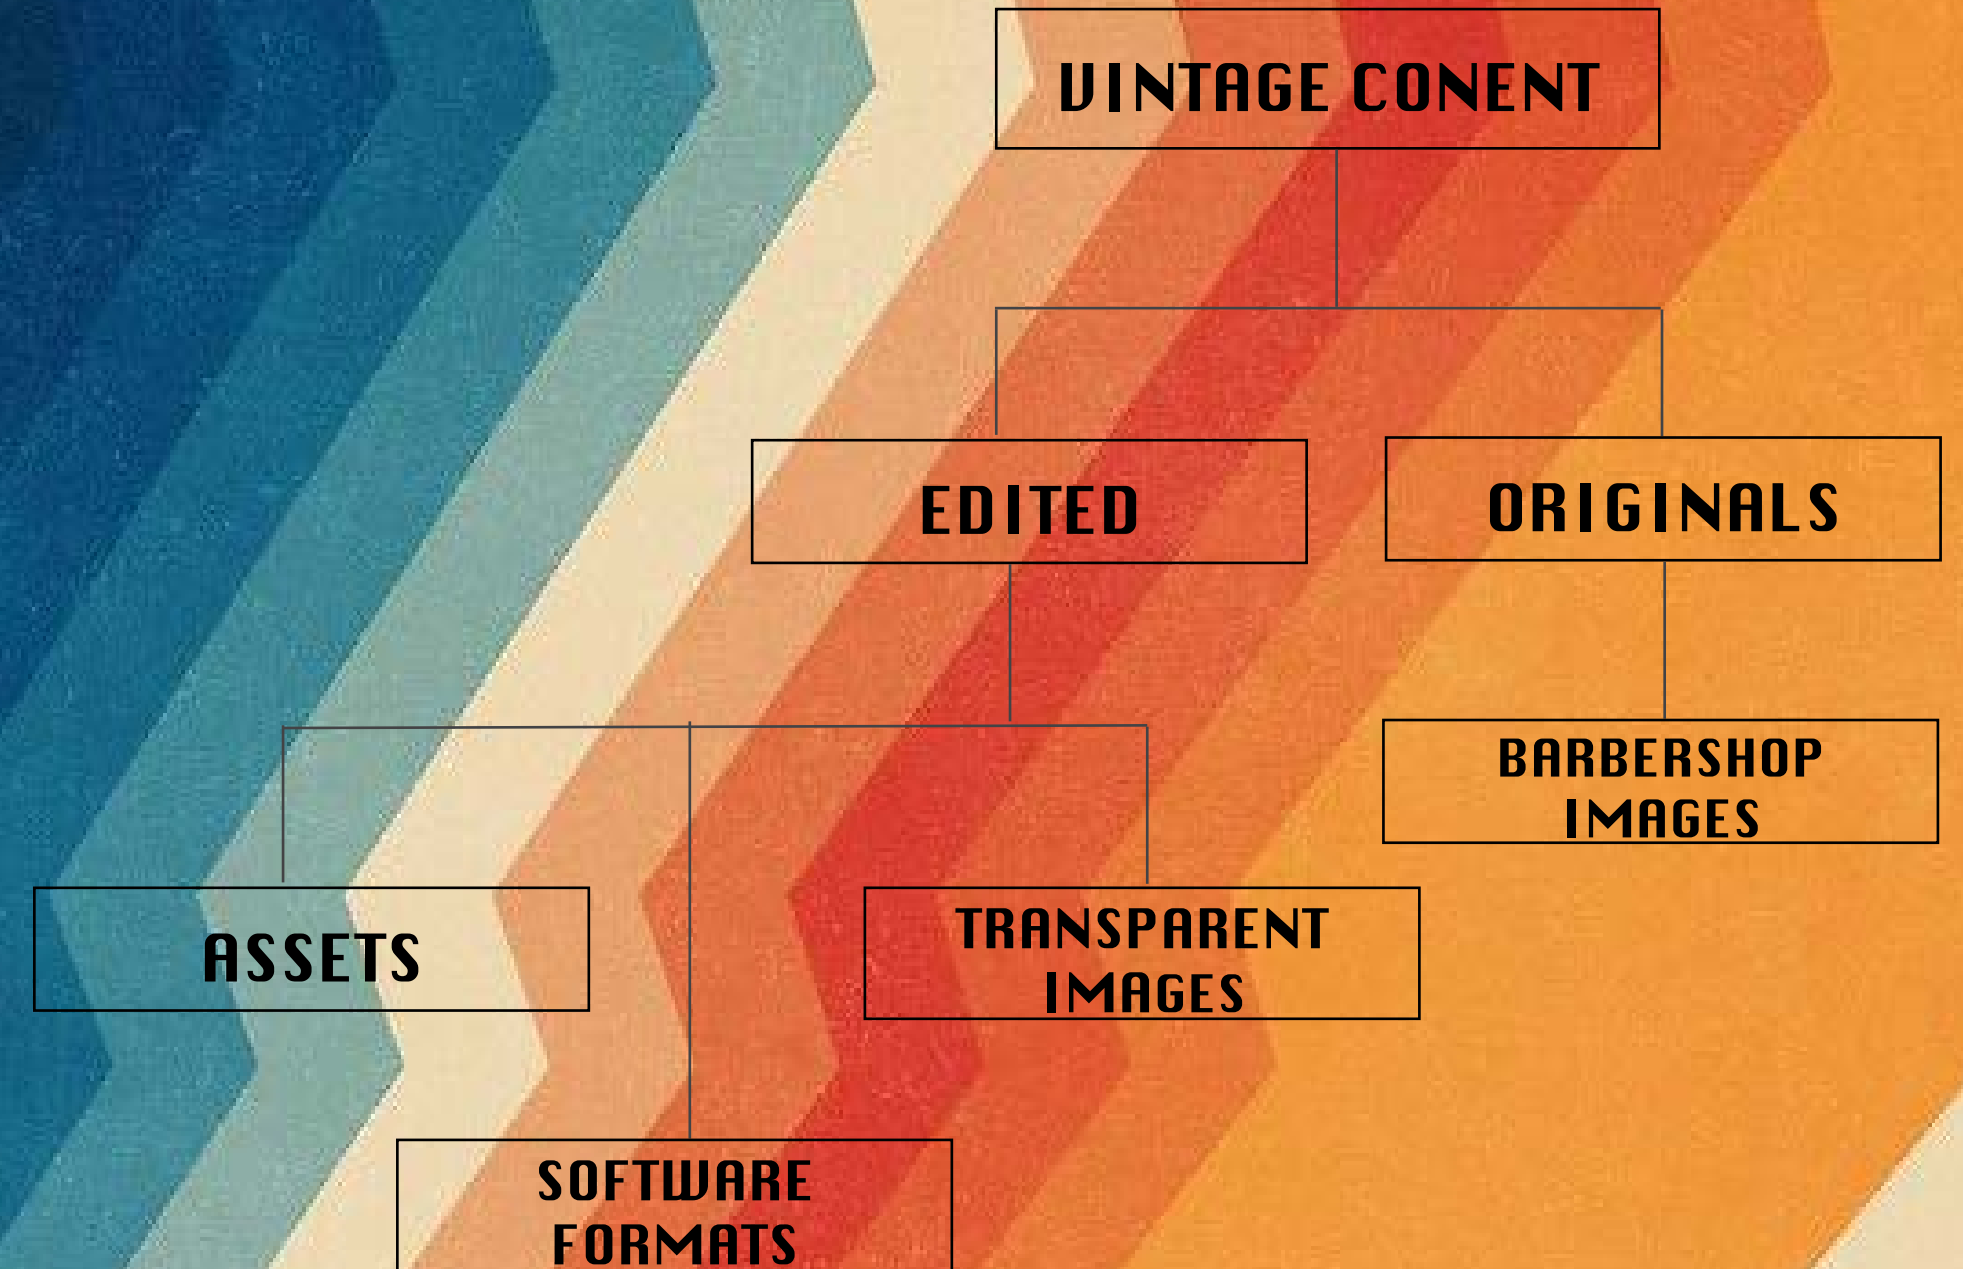 VINTAGE CONENT
EDITED
ORIGINALS
BARBERSHOP
IMAGES
ASSETS
TRANSPARENT
IMAGES
SOFTWARE
FORMATS